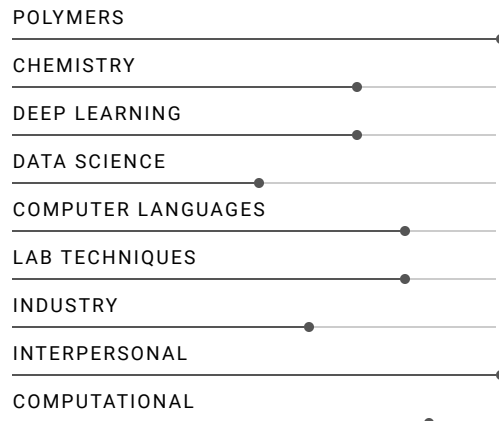 POLYMERS
CHEMISTRY
DEEP LEARNING
DATA SCIENCE
COMPUTER LANGUAGES
LAB TECHNIQUES
INDUSTRY
INTERPERSONAL
COMPUTATIONAL